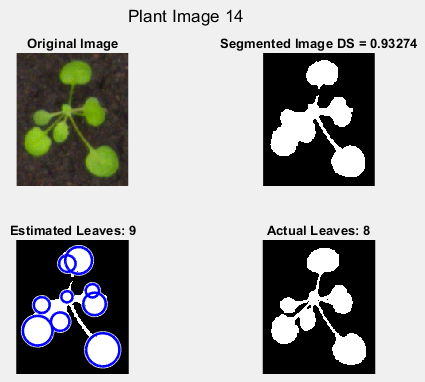 Plant Image 14
Original Image
Segmented Image DS = 0.93274
Estimated Leaves: 9
Actual Leaves: 8